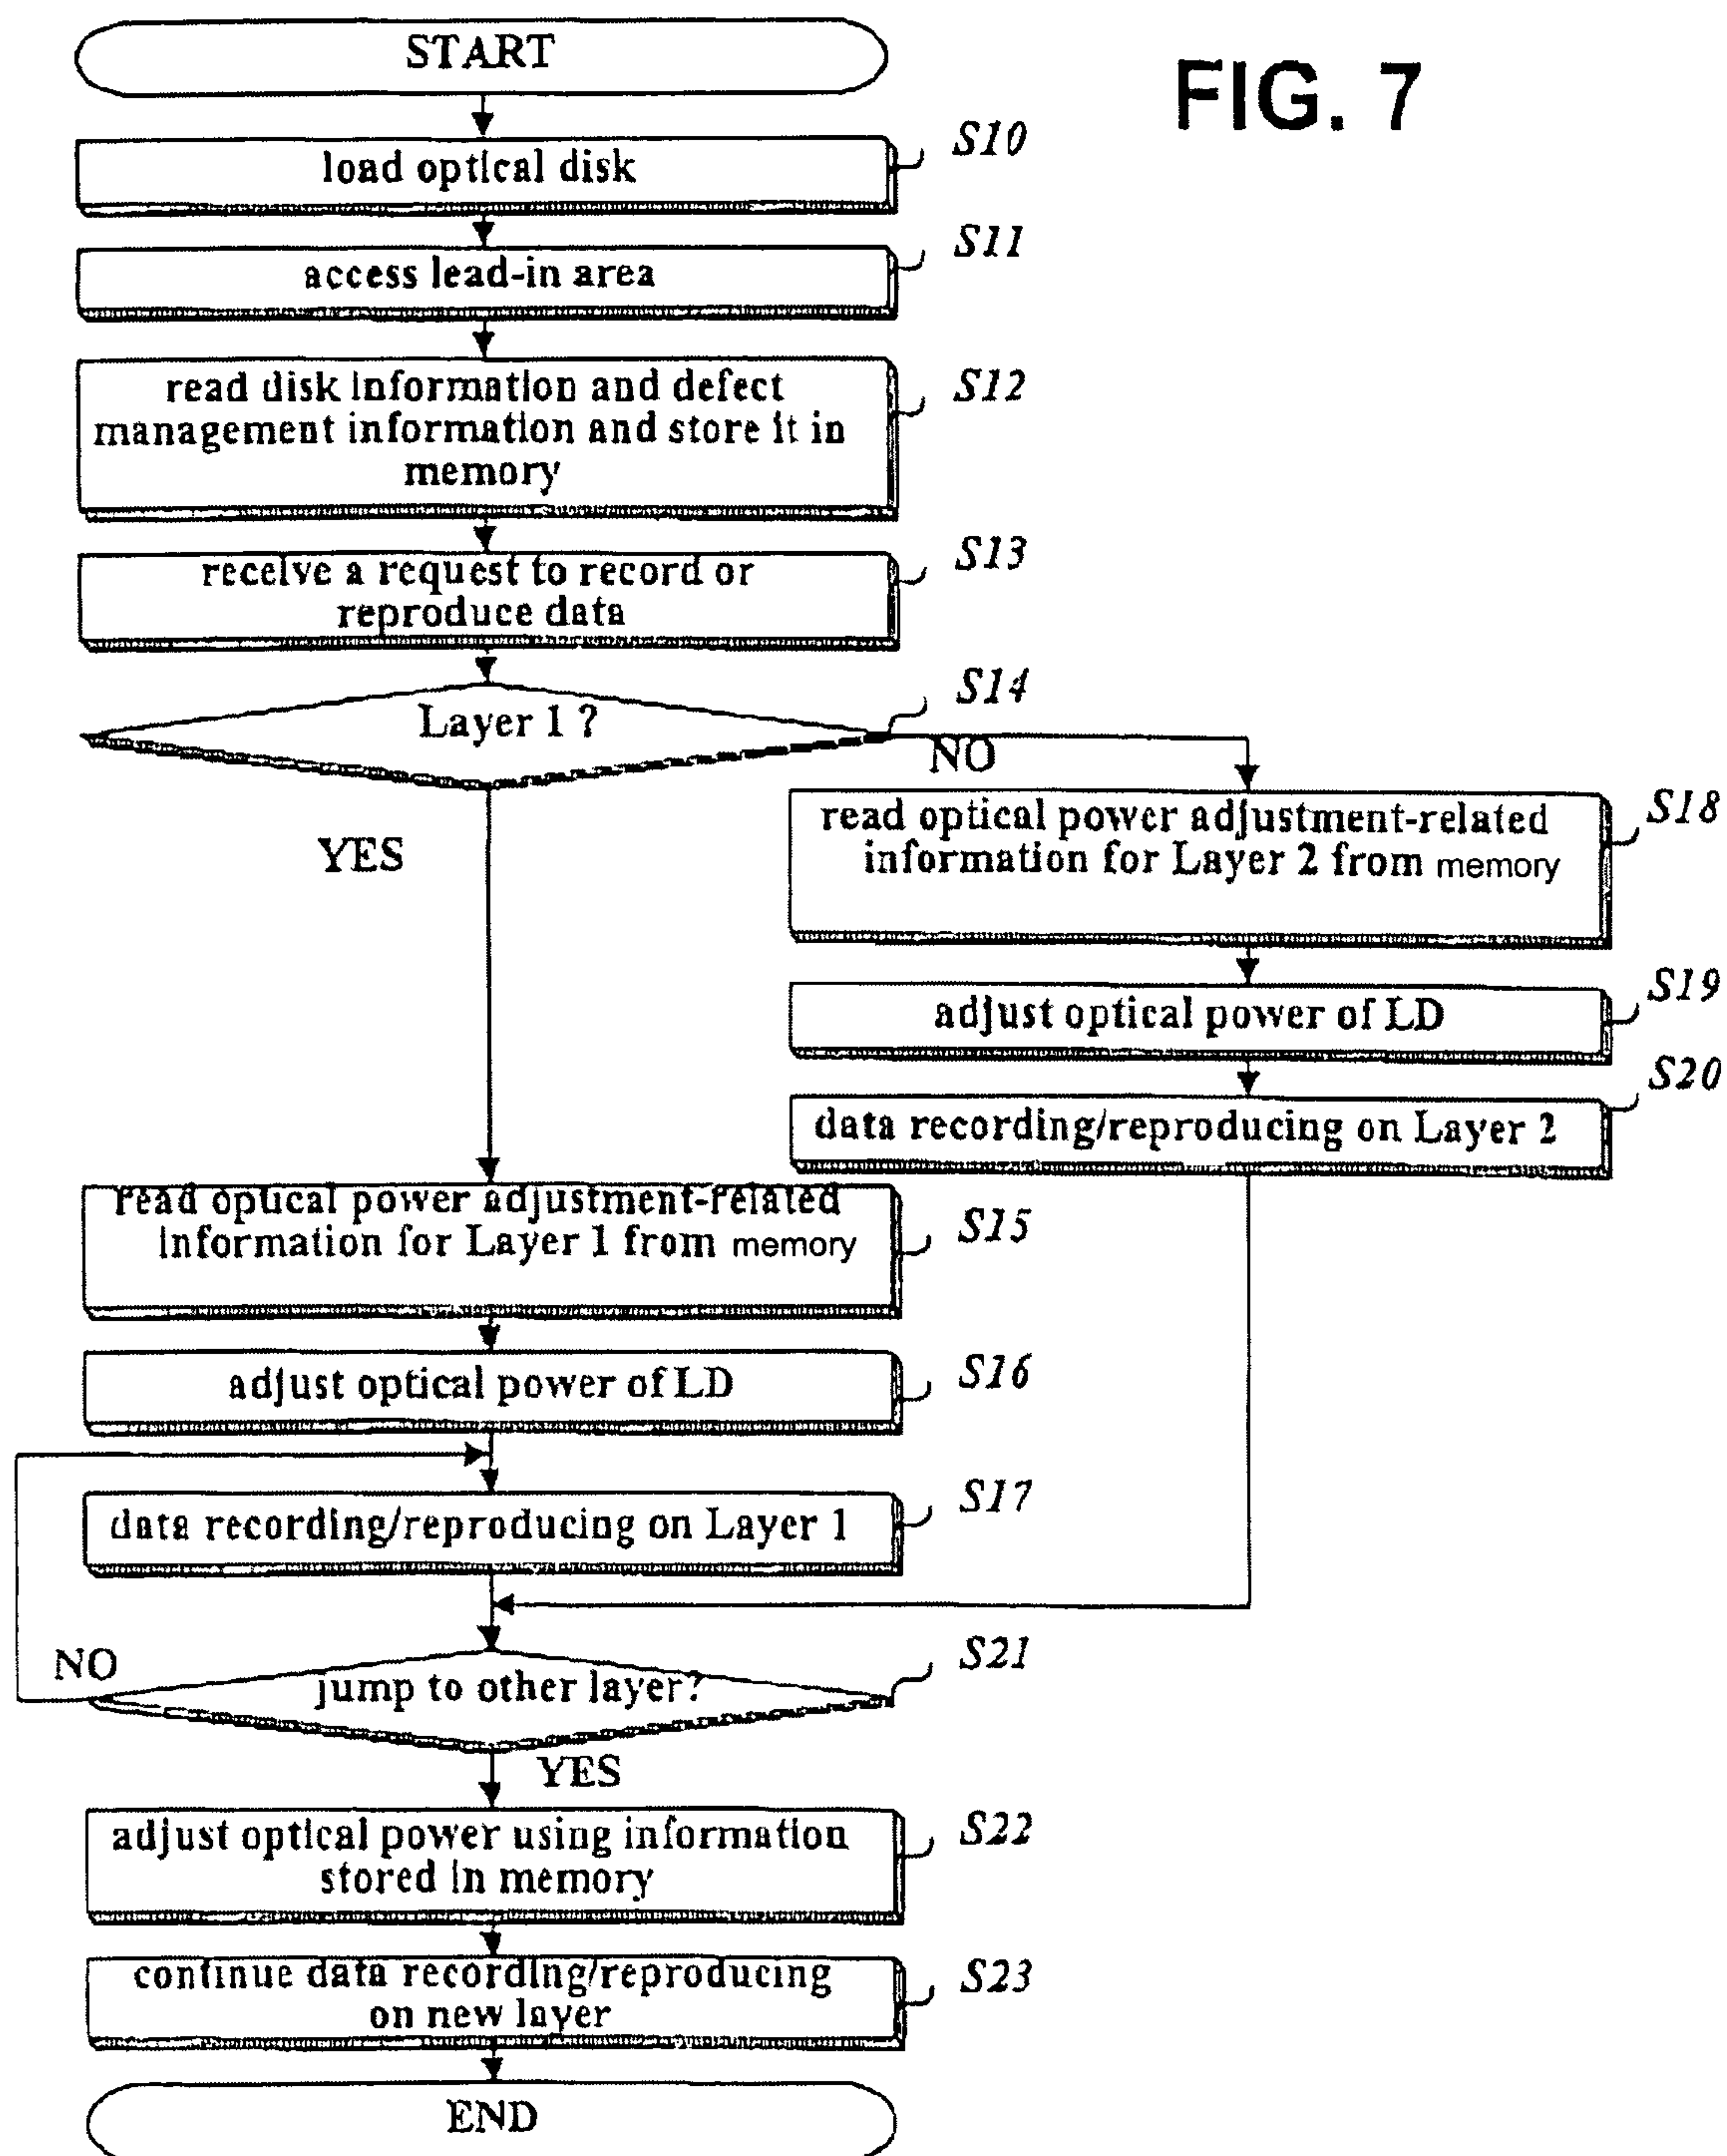 FIG. 7
START
load optical disk
S10
access lead-in area
S11
read disk information and defect
management information and store it in
memory
S12
receive a request to record or
reproduce data
S13
Layer 1 ?
S14
NO
YES
read optical power adjustment-related
information for Layer 2 from memory
S18
adjust optical power of LD
S19
data recording/reproducing on Layer 2
S20
read optical power adjustment-related
information for Layer 1 from memory
S15
adjust optical power of LD
S16
data recording/reproducing on Layer 1
S17
jump to other layer?
S21
NO
YES
adjust optical power using information
stored in memory
S22
continue data recording/reproducing
on new layer
S23
END